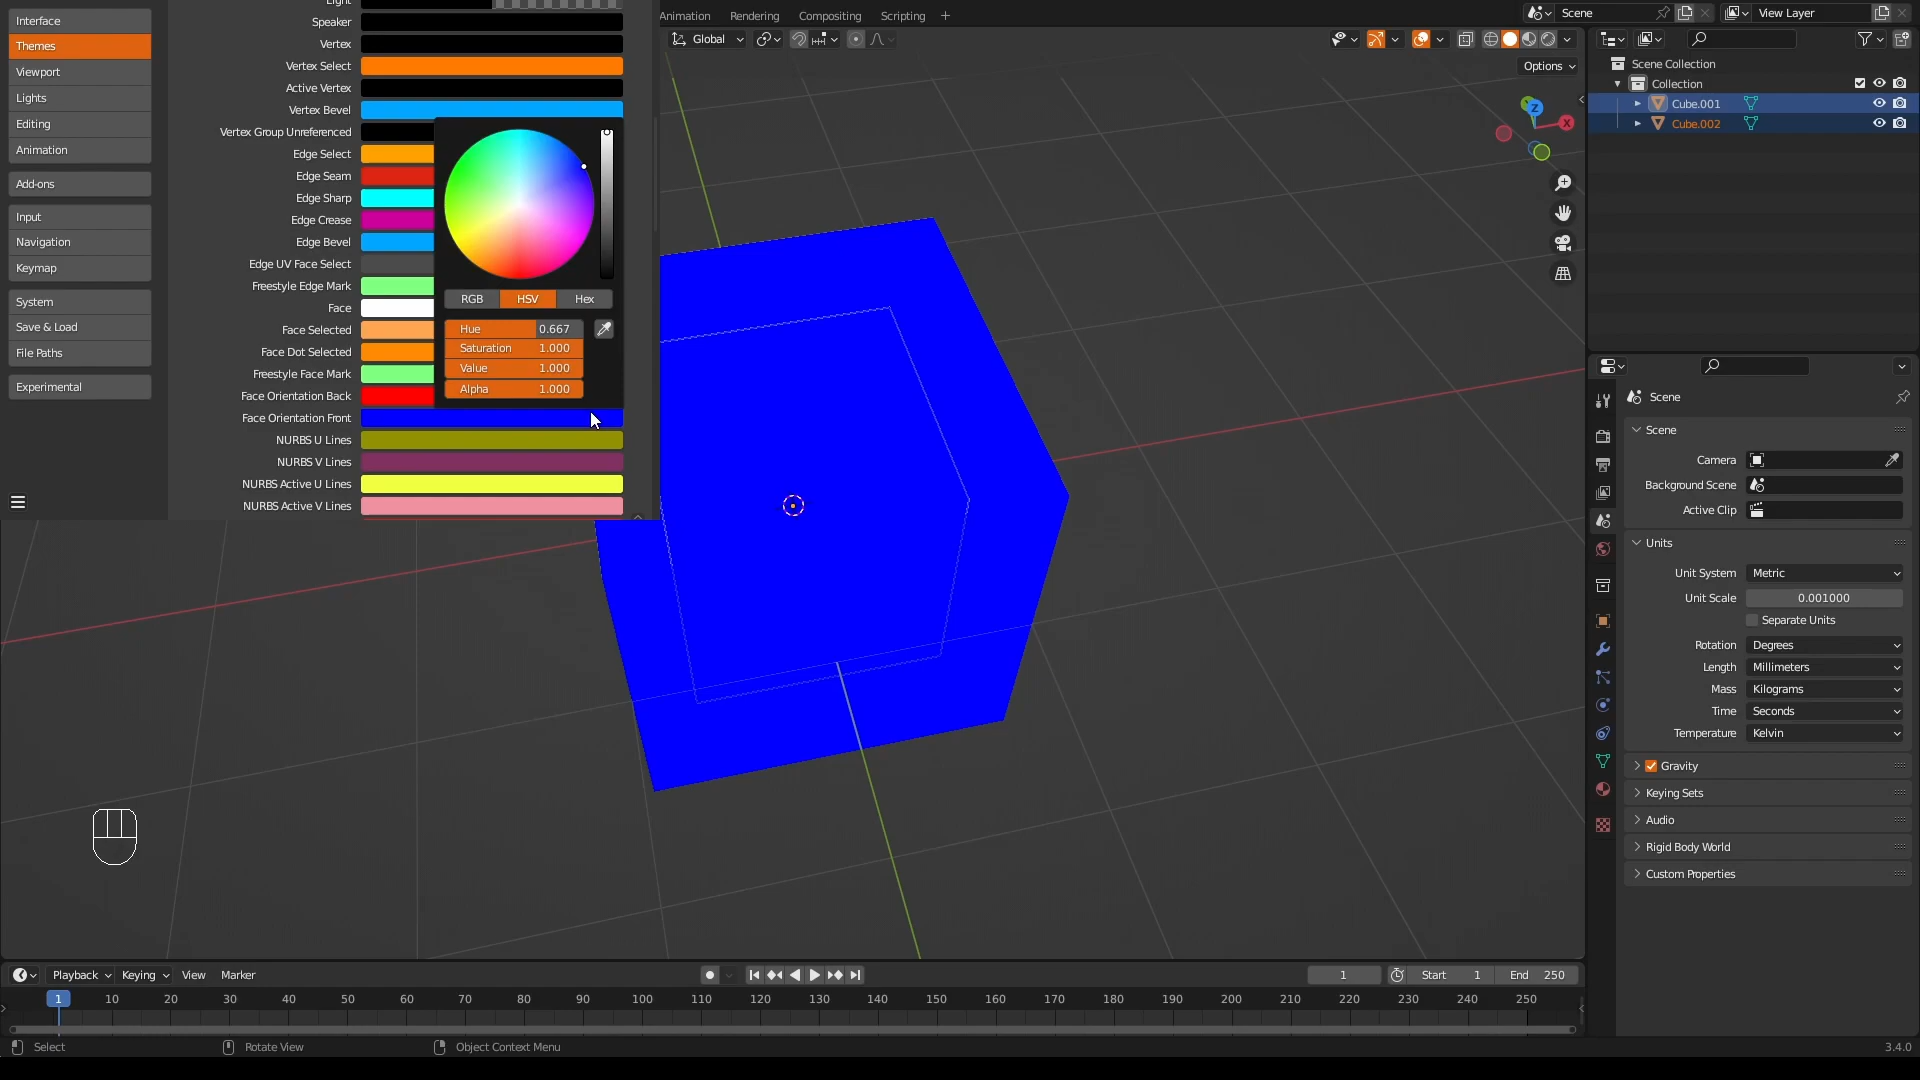 Animation Rendering Compositing Scripting
Scene
View Layer
Interface
Themes
Viewport
Lights
Editing
Animation
Add-ons
Input
Navigation
Keymap
System
Save & Load
File Paths
Experimental
Speaker
Vertex
Vertex Select
Active Vertex
Vertex Bevel
Vertex Group Unreferenced
Edge Select
Edge Seam
Edge Sharp
Edge Crease
Edge Bevel
Edge UV Face Select
Freestyle Edge Mark
Face
Face Selected
Face Dot Selected
Freestyle Face Mark
Face Orientation Back
Face Orientation Front
NURBS U Lines
NURBS V Lines
NURBS Active U Lines
NURBS Active V Lines
RGB HSV Hex
Hue 0.667
Saturation 1.000
Value 1.000
Alpha 1.000
Global
Options
Z
X
Scene Collection
Collection
Cube.001
Cube.002
Scene
Scene
Camera
Background Scene
Active Clip
Units
Unit System Metric
Unit Scale 0.001000
Separate Units
Rotation Degrees
Length Millimeters
Mass Kilograms
Time Seconds
Temperature Kelvin
Gravity
Keying Sets
Audio
Rigid Body World
Custom Properties
Playback Keying View Marker
1 Start 1 End 250
1 10 20 30 40 50 60 70 80 90 100 110 120 130 140 150 160 170 180 190 200 210 220 230 240 250
Select Rotate View Object Context Menu 3.4.0